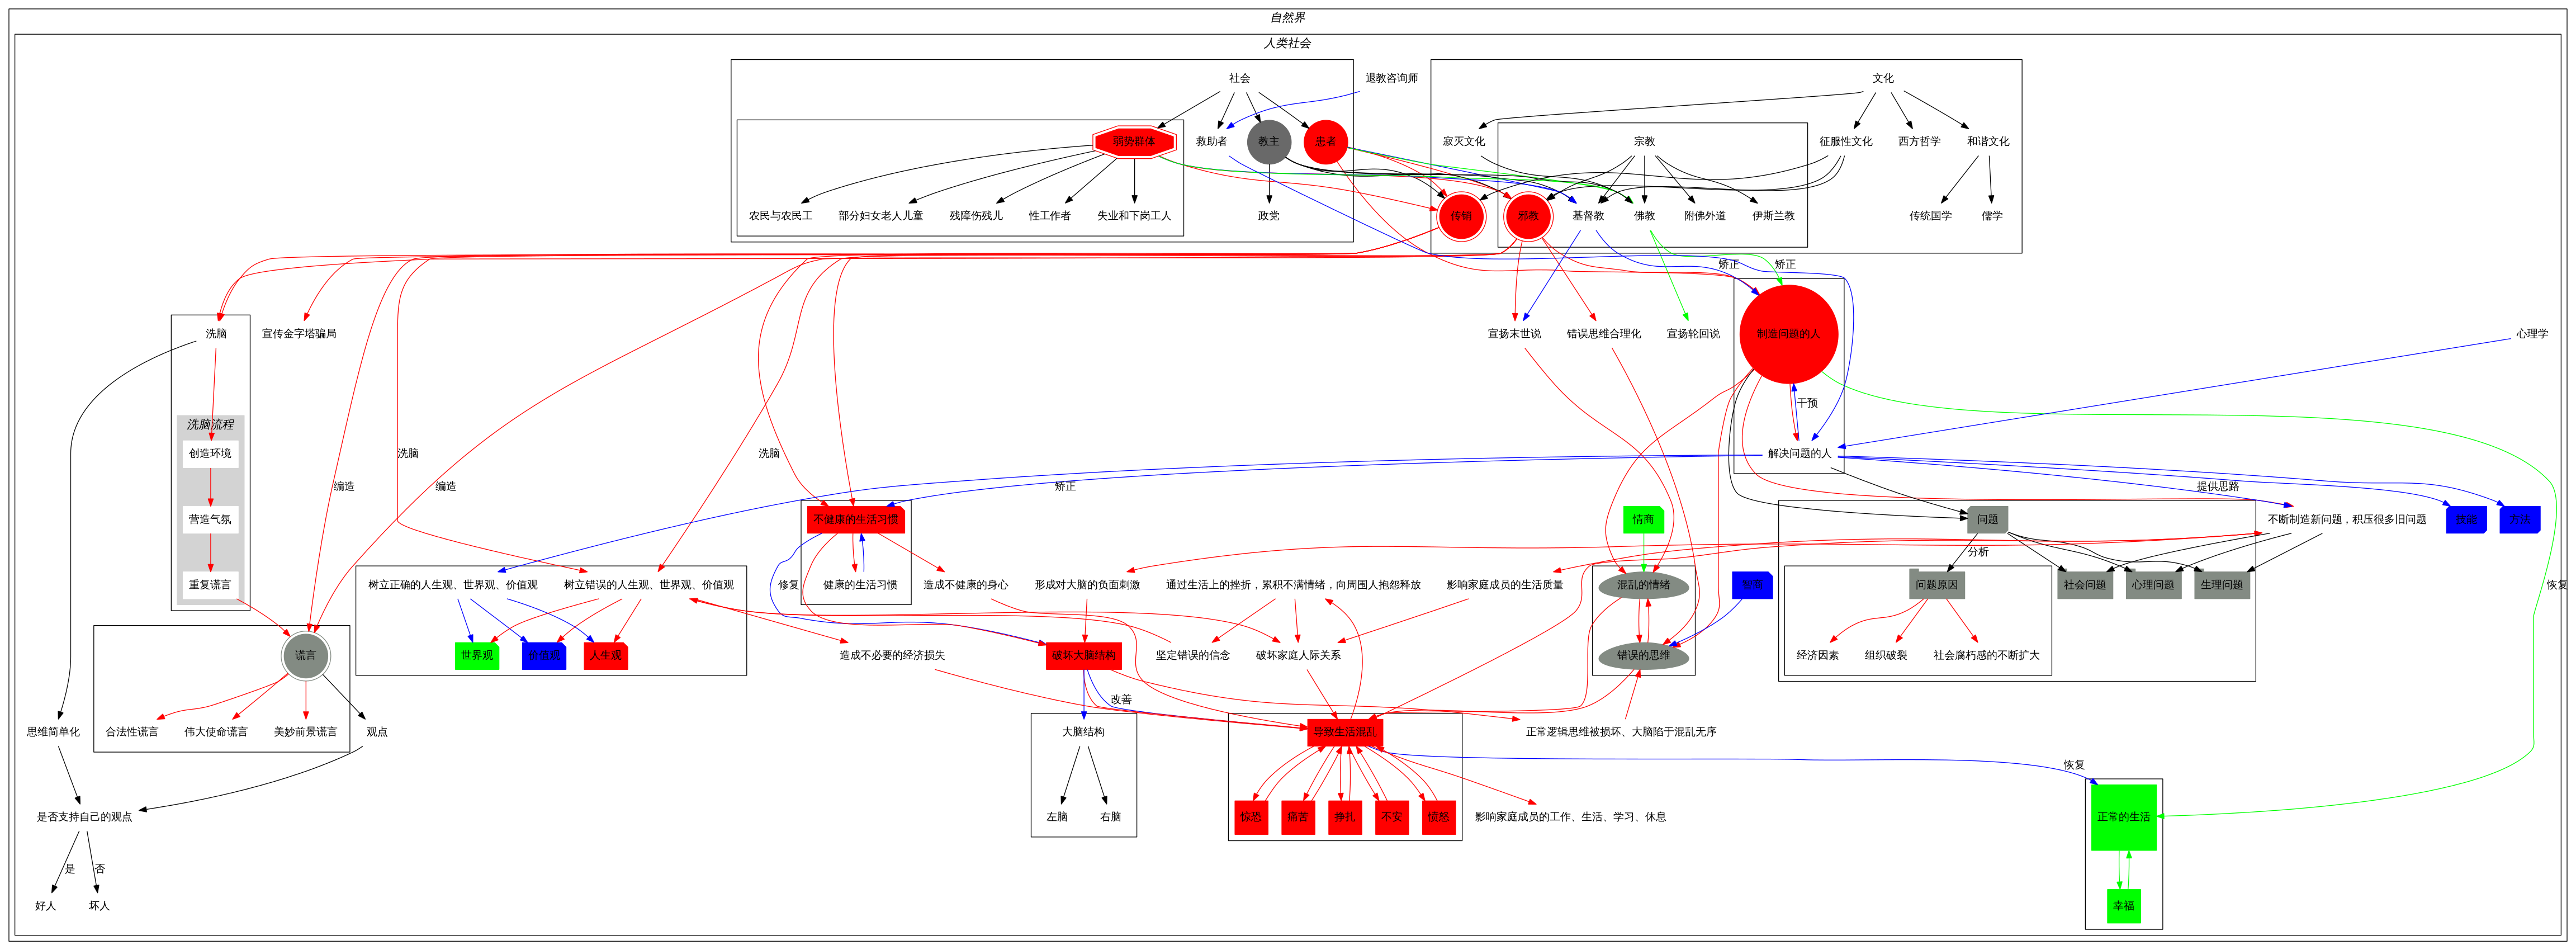 自然界
人类社会
社会
退教咨询师
文化
弱势群体
救助者
教主
患者
寂灭文化
宗教
征服性文化
西方哲学
和谐文化
农民与农民工
部分妇女老人儿童
残障伤残儿
性工作者
失业和下岗工人
政党
传销
邪教
基督教
佛教
附佛外道
伊斯兰教
传统国学
儒学
矫正
矫正
洗脑
宣传金字塔骗局
宣扬末世说
错误思维合理化
宣扬轮回说
制造问题的人
心理学
干预
洗脑流程
创造环境
洗脑
洗脑
解决问题的人
编造
编造
矫正
提供思路
营造气氛
不健康的生活习惯
情商
问题
不断制造新问题，积压很多旧问题
技能
方法
分析
重复谎言
树立正确的人生观、世界观、价值观
树立错误的人生观、世界观、价值观
修复
健康的生活习惯
造成不健康的身心
形成对大脑的负面刺激
通过生活上的挫折，累积不满情绪，向周围人抱怨释放
影响家庭成员的生活质量
混乱的情绪
智商
问题原因
社会问题
心理问题
生理问题
恢复
谎言
世界观
价值观
人生观
造成不必要的经济损失
破坏大脑结构
坚定错误的信念
破坏家庭人际关系
错误的思维
经济因素
组织破裂
社会腐朽感的不断扩大
改善
思维简单化
合法性谎言
伟大使命谎言
美妙前景谎言
观点
大脑结构
导致生活混乱
正常逻辑思维被损坏、大脑陷于混乱无序
恢复
是否支持自己的观点
左脑
右脑
惊恐
痛苦
挣扎
不安
愤怒
影响家庭成员的工作、生活、学习、休息
正常的生活
是
否
好人
坏人
幸福